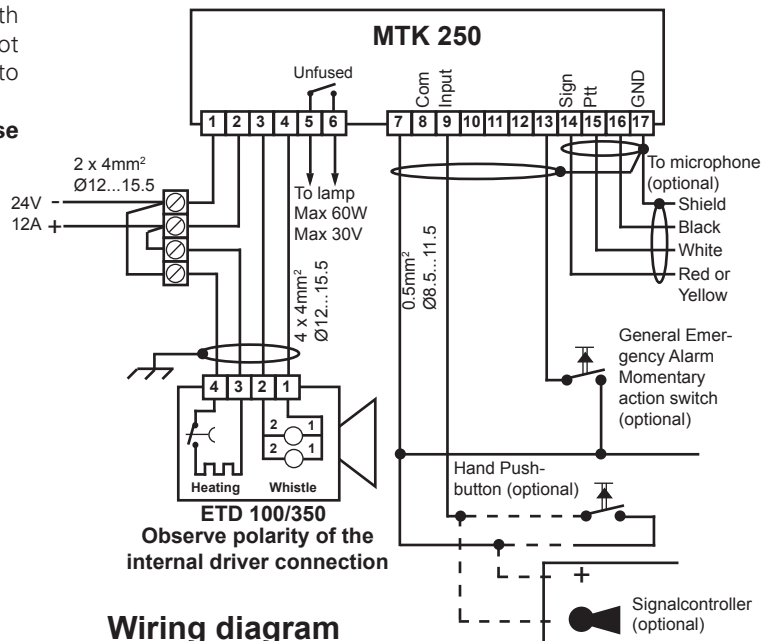 th
ot
to
se
MTK 250
Unfused
Com
Input
Sign
Ptt
GND
1 2 3 4 5 6 7 8 9 10 11 12 13 14 15 16 17
2 x 4mm²
Ø12...15.5
24V -
12A +
To lamp
Max 60W
Max 30V
4 x 4mm²
Ø12...15.5
0.5mm²
Ø8.5...11.5
To microphone
(optional)
Shield
Black
White
Red or
Yellow
General Emer-
gency Alarm
Momentary
action switch
(optional)
4 3 2 1
2 1
2 1
Heating Whistle
ETD 100/350
Observe polarity of the
internal driver connection
Hand Push-
button (optional)
+
Signalcontroller
(optional)
Wiring diagram